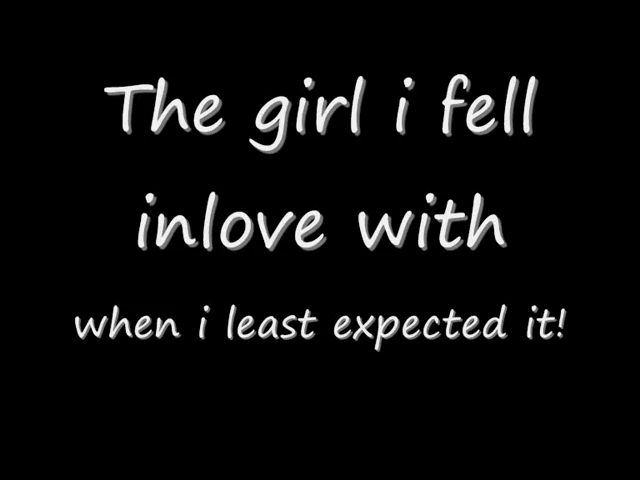 The girl i fell
inlove with
when i least expected it!